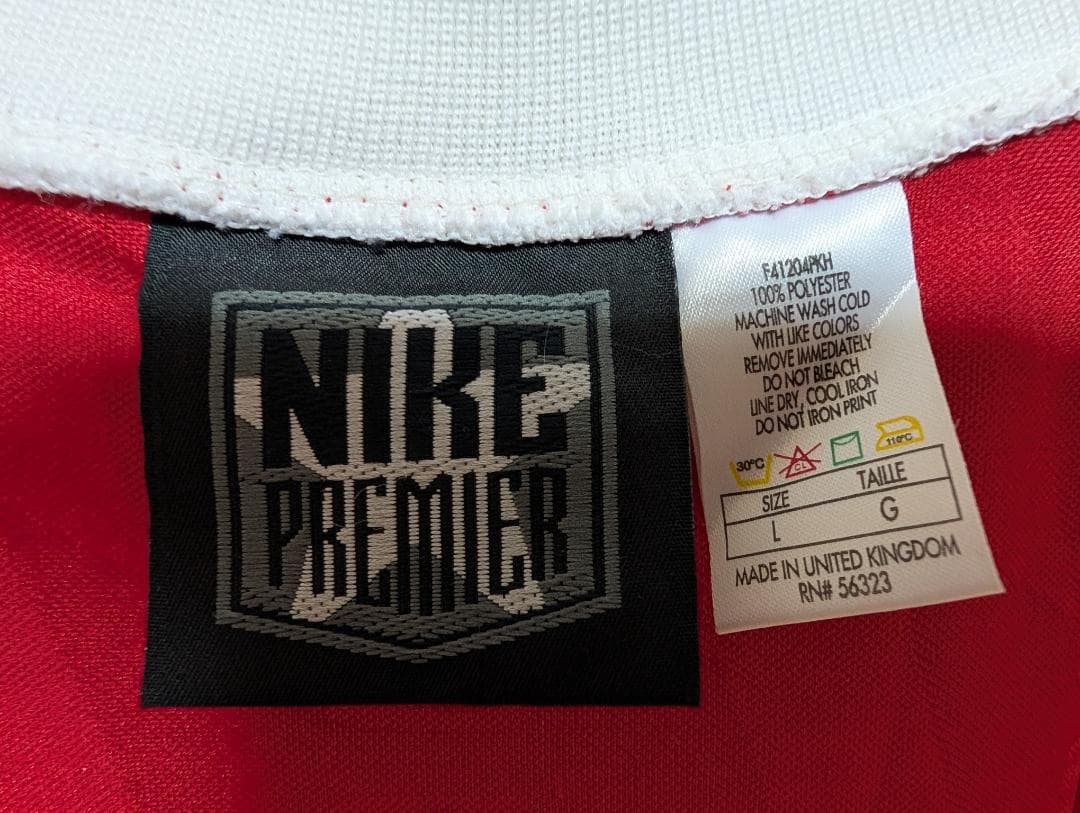 NIKE
PREMIER
F41204PKH
100% POLYESTER
MACHINE WASH COLD
WITH LIKE COLORS
REMOVE IMMEDIATELY
DO NOT BLEACH
LINE DRY, COOL IRON
DO NOT IRON PRINT
30°C CL 110°C
SIZE TAILLE
L G
MADE IN UNITED KINGDOM
RN# 56323